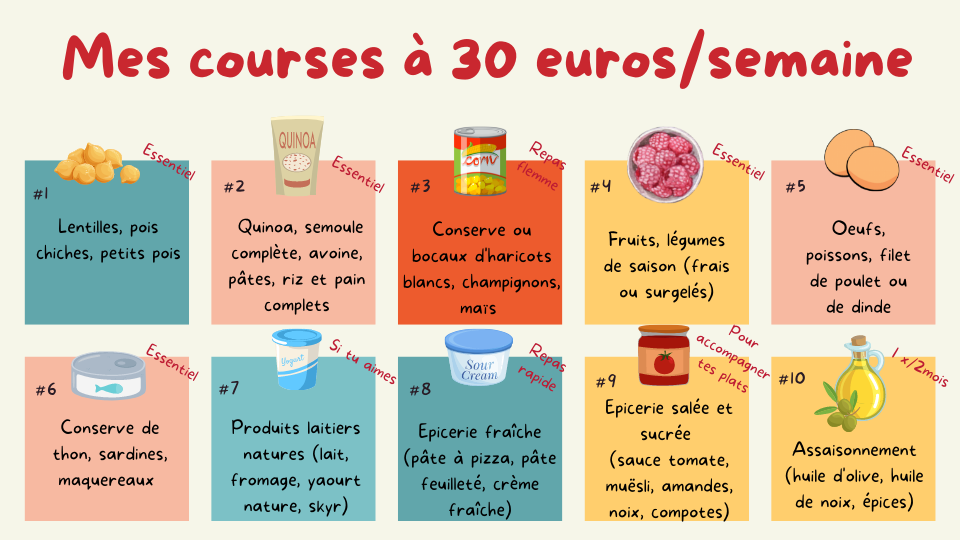 Mes courses à 30 euros/semaine
#1
Essentiel
Lentilles, pois
chiches, petits pois
#2
QUINOA
Essentiel
Quinoa, semoule
complète, avoine,
pâtes, riz et pain
complets
#3
CORN
Repas
flemme
Conserve ou
bocaux d'haricots
blancs, champignons,
maïs
#4
Essentiel
Fruits, légumes
de saison (frais
ou surgelés)
#5
Essentiel
Oeufs,
poissons, filet
de poulet ou
de dinde
#6
Essentiel
Conserve de
thon, sardines,
maquereaux
#7
Yogurt
Si tu aimes
Produits laitiers
natures (lait,
fromage, yaourt
nature, skyr)
#8
Sour
Cream
Repas
rapide
Epicerie fraîche
(pâte à pizza, pâte
feuilleté, crème
fraîche)
#9
Pour
accompagner
tes plats
Epicerie salée et
sucrée
(sauce tomate,
muësli, amandes,
noix, compotes)
#10
1 x/2mois
Assaisonnement
(huile d'olive, huile
de noix, épices)